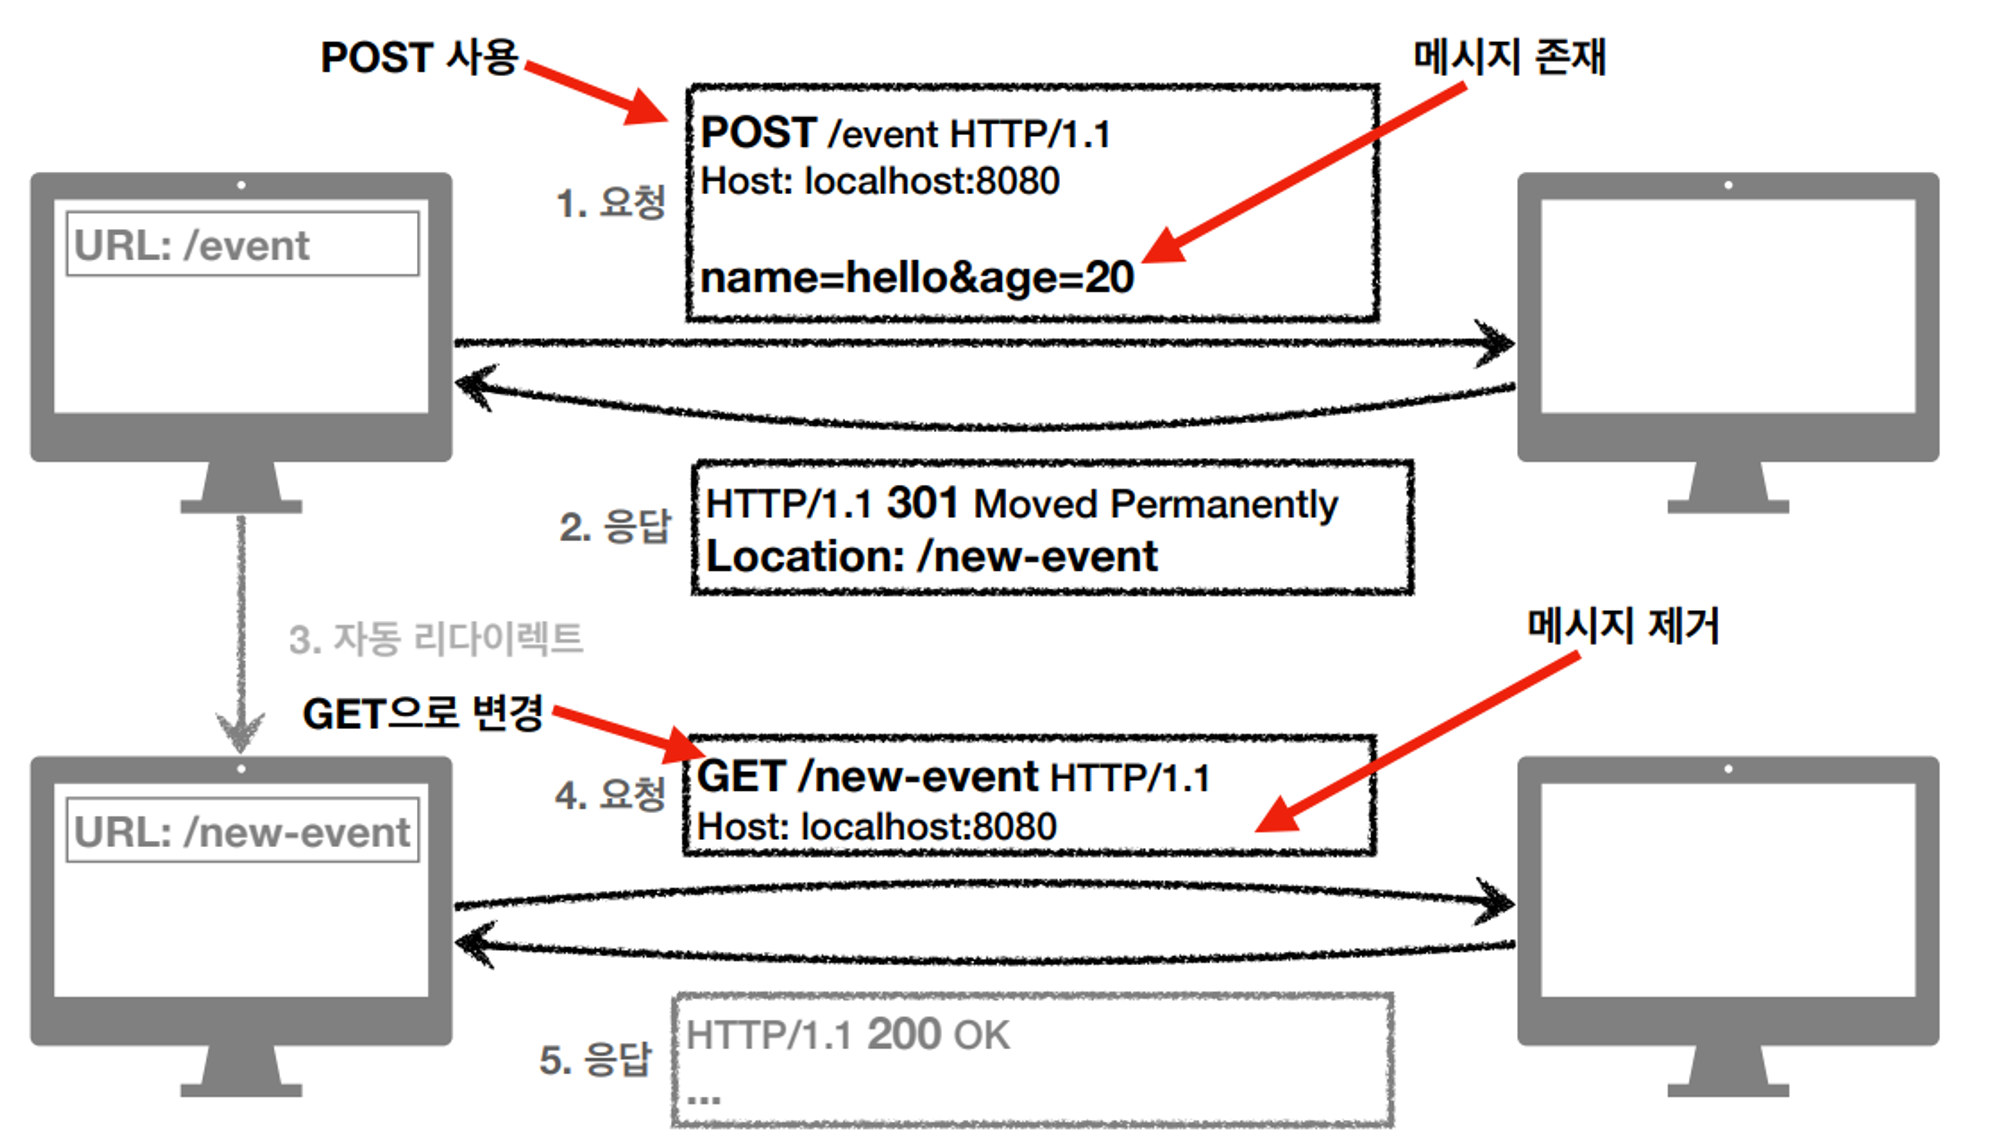 POST 사용
메시지 존재
POST /event HTTP/1.1
Host: localhost:8080
1. 요청
URL: /event
name=hello&age=20
HTTP/1.1 301 Moved Permanently
2. 응답
Location: /new-event
메시지 제거
3. 자동 리다이렉트
GET으로 변경
GET /new-event HTTP/1.1
4. 요청
Host: localhost:8080
URL: /new-event
HTTP/1.1 200 OK
5. 응답
...